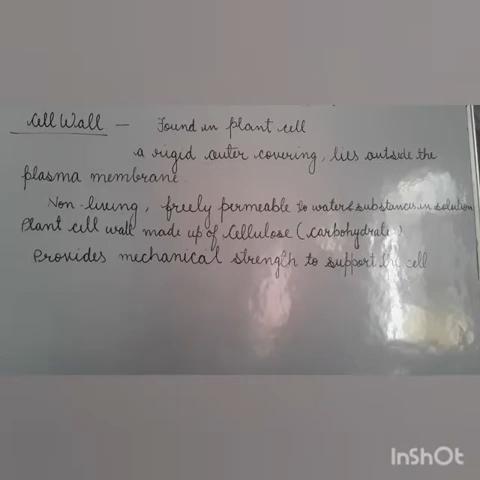 Cell Wall — Found in plant cell
a rigid outer covering, lies outside the
plasma membrane.
Non-living, freely permeable to water & substances in solution
Plant cell wall made up of Cellulose (carbohydrate)
Provides mechanical strength to support the cell
InShOt